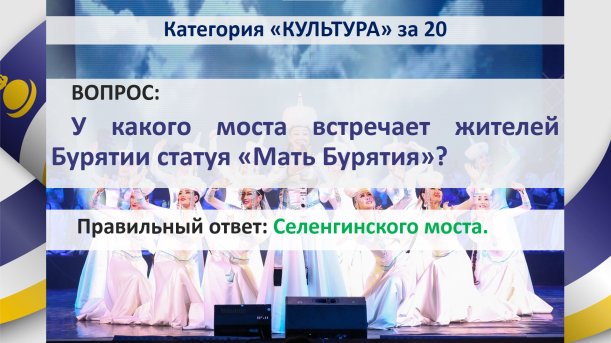 Категория «КУЛЬТУРА» за 20
ВОПРОС:
У какого моста встречает жителей
Бурятии статуя «Мать Бурятия»?
Правильный ответ: Селенгинского моста.